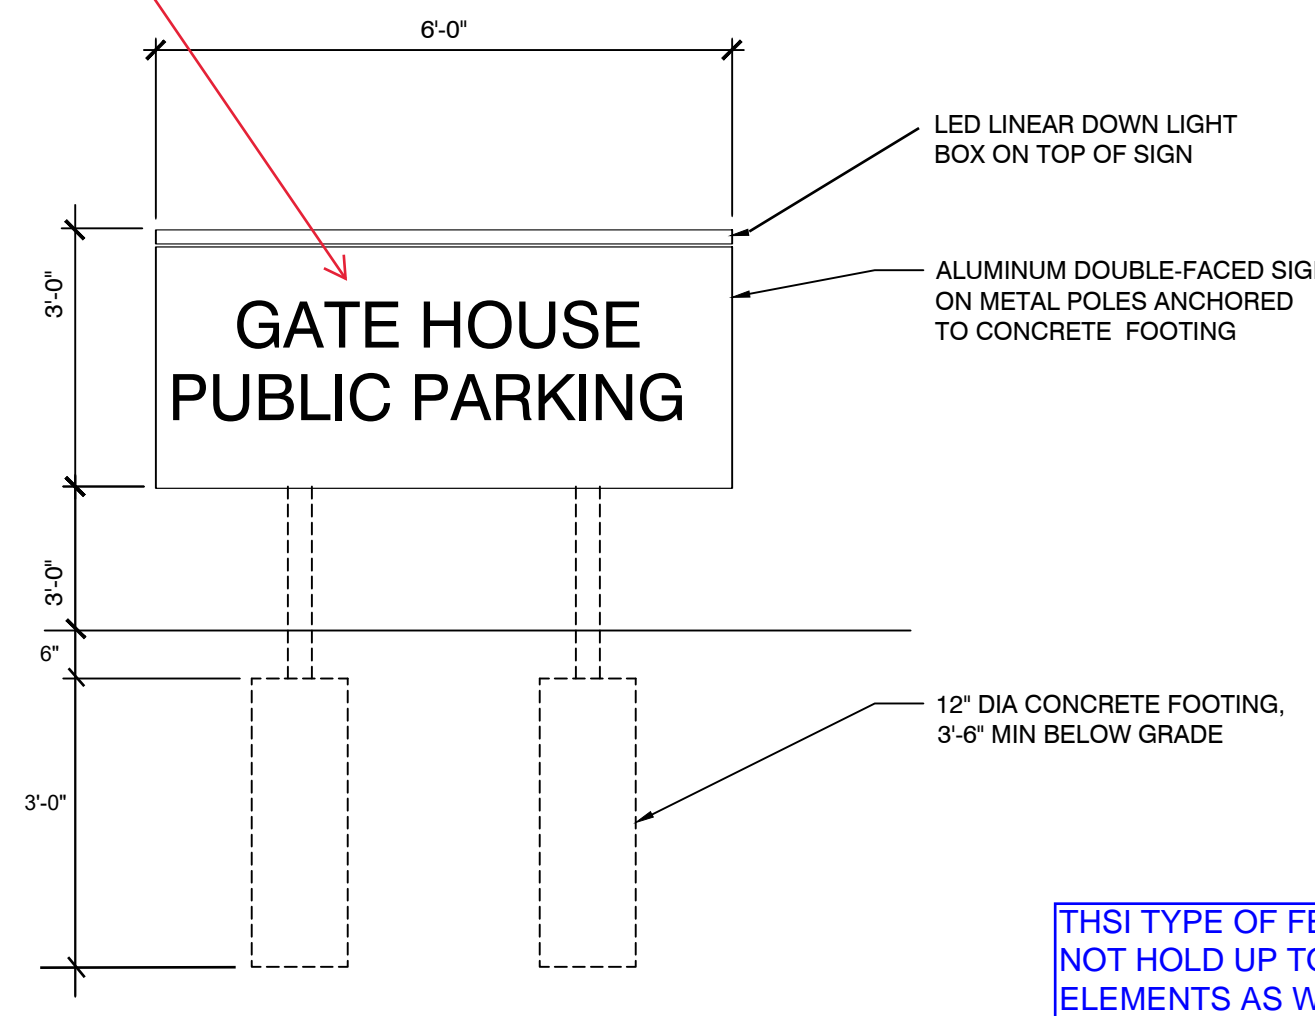 6'-0"
LED LINEAR DOWN LIGHT
BOX ON TOP OF SIGN
3'-0"
ALUMINUM DOUBLE-FACED
ON METAL POLES ANCHORED
TO CONCRETE FOOTING
GATE HOUSE
PUBLIC PARKING
3'-0"
6"
12" DIA CONCRETE FOOTING,
3'-6" MIN BELOW GRADE
3'-0"
THSI TYPE OF
NOT HOLD UP TO
ELEMENTS AS